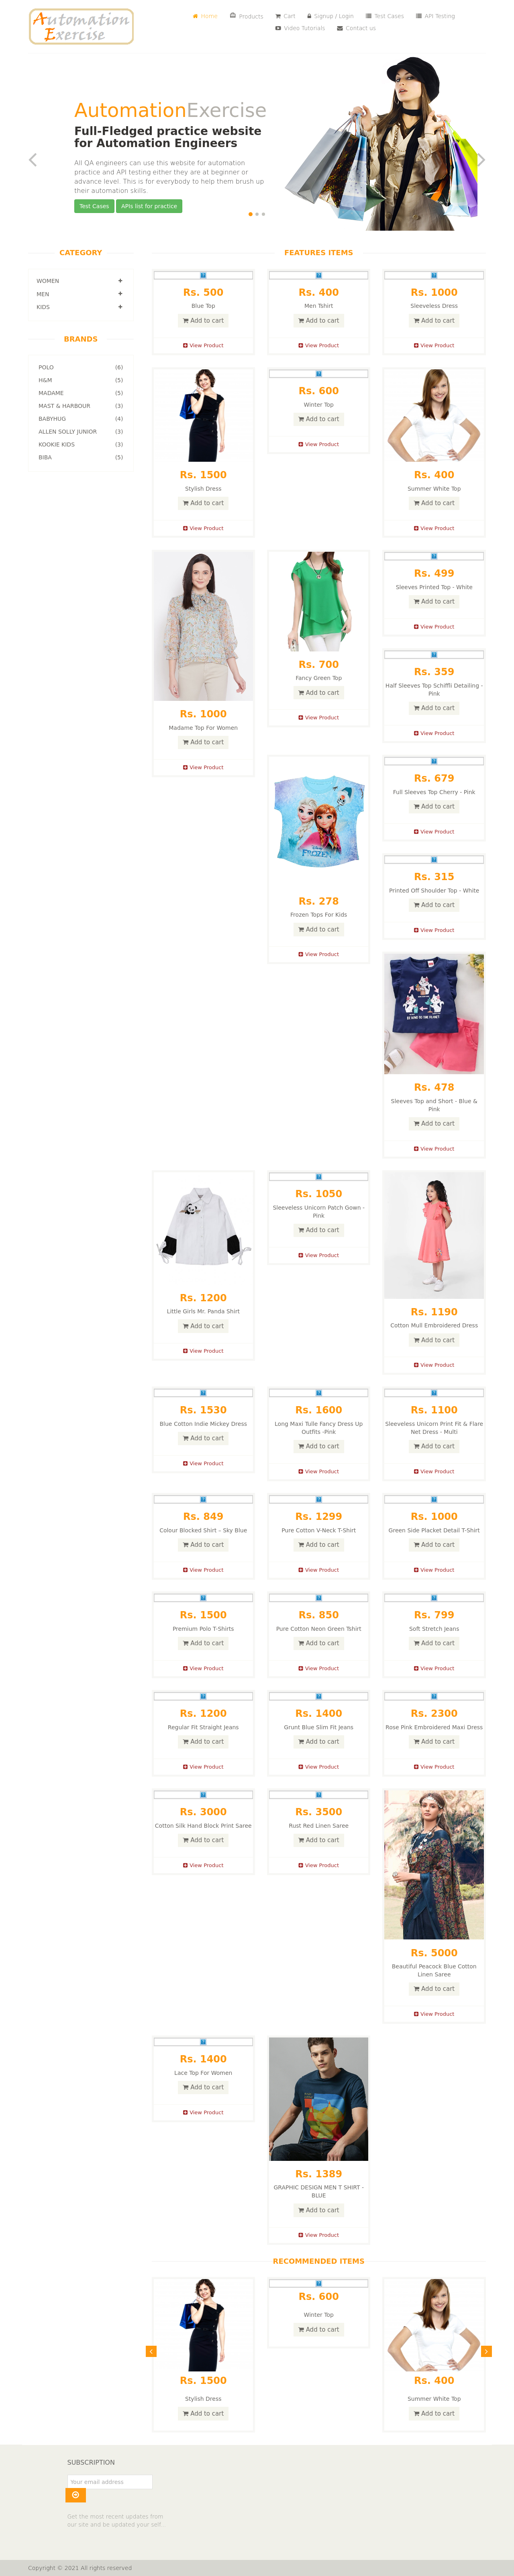 Automation
Exercise
Home
Products
Cart
Signup / Login
Test Cases
API Testing
Video Tutorials
Contact us
AutomationExercise
Full-Fledged practice website
for Automation Engineers
All QA engineers can use this website for automation
practice and API testing either they are at beginner or
advance level. This is for everybody to help them brush up
their automation skills.
Test Cases
APIs list for practice
CATEGORY
WOMEN
MEN
KIDS
BRANDS
POLO (6)
H&M (5)
MADAME (5)
MAST & HARBOUR (3)
BABYHUG (4)
ALLEN SOLLY JUNIOR (3)
KOOKIE KIDS (3)
BIBA (5)
FEATURES ITEMS
Rs. 500
Blue Top
Add to cart
View Product
Rs. 400
Men Tshirt
Add to cart
View Product
Rs. 1000
Sleeveless Dress
Add to cart
View Product
Rs. 1500
Stylish Dress
Add to cart
View Product
Rs. 600
Winter Top
Add to cart
View Product
Rs. 400
Summer White Top
Add to cart
View Product
Rs. 1000
Madame Top For Women
Add to cart
View Product
Rs. 700
Fancy Green Top
Add to cart
View Product
Rs. 499
Sleeves Printed Top - White
Add to cart
View Product
Rs. 359
Half Sleeves Top Schiffli Detailing -
Pink
Add to cart
View Product
FROZEN
Rs. 278
Frozen Tops For Kids
Add to cart
View Product
Rs. 679
Full Sleeves Top Cherry - Pink
Add to cart
View Product
Rs. 315
Printed Off Shoulder Top - White
Add to cart
View Product
Rs. 478
Sleeves Top and Short - Blue &
Pink
Add to cart
View Product
Rs. 1200
Little Girls Mr. Panda Shirt
Add to cart
View Product
Rs. 1050
Sleeveless Unicorn Patch Gown -
Pink
Add to cart
View Product
Rs. 1190
Cotton Mull Embroidered Dress
Add to cart
View Product
Rs. 1530
Blue Cotton Indie Mickey Dress
Add to cart
View Product
Rs. 1600
Long Maxi Tulle Fancy Dress Up
Outfits -Pink
Add to cart
View Product
Rs. 1100
Sleeveless Unicorn Print Fit & Flare
Net Dress - Multi
Add to cart
View Product
Rs. 849
Colour Blocked Shirt – Sky Blue
Add to cart
View Product
Rs. 1299
Pure Cotton V-Neck T-Shirt
Add to cart
View Product
Rs. 1000
Green Side Placket Detail T-Shirt
Add to cart
View Product
Rs. 1500
Premium Polo T-Shirts
Add to cart
View Product
Rs. 850
Pure Cotton Neon Green Tshirt
Add to cart
View Product
Rs. 799
Soft Stretch Jeans
Add to cart
View Product
Rs. 1200
Regular Fit Straight Jeans
Add to cart
View Product
Rs. 1400
Grunt Blue Slim Fit Jeans
Add to cart
View Product
Rs. 2300
Rose Pink Embroidered Maxi Dress
Add to cart
View Product
Rs. 3000
Cotton Silk Hand Block Print Saree
Add to cart
View Product
Rs. 3500
Rust Red Linen Saree
Add to cart
View Product
Rs. 5000
Beautiful Peacock Blue Cotton
Linen Saree
Add to cart
View Product
Rs. 1400
Lace Top For Women
Add to cart
View Product
Rs. 1389
GRAPHIC DESIGN MEN T SHIRT -
BLUE
Add to cart
View Product
RECOMMENDED ITEMS
Rs. 1500
Stylish Dress
Add to cart
Rs. 600
Winter Top
Add to cart
Rs. 400
Summer White Top
Add to cart
SUBSCRIPTION
Your email address
Get the most recent updates from
our site and be updated your self...
Copyright © 2021 All rights reserved